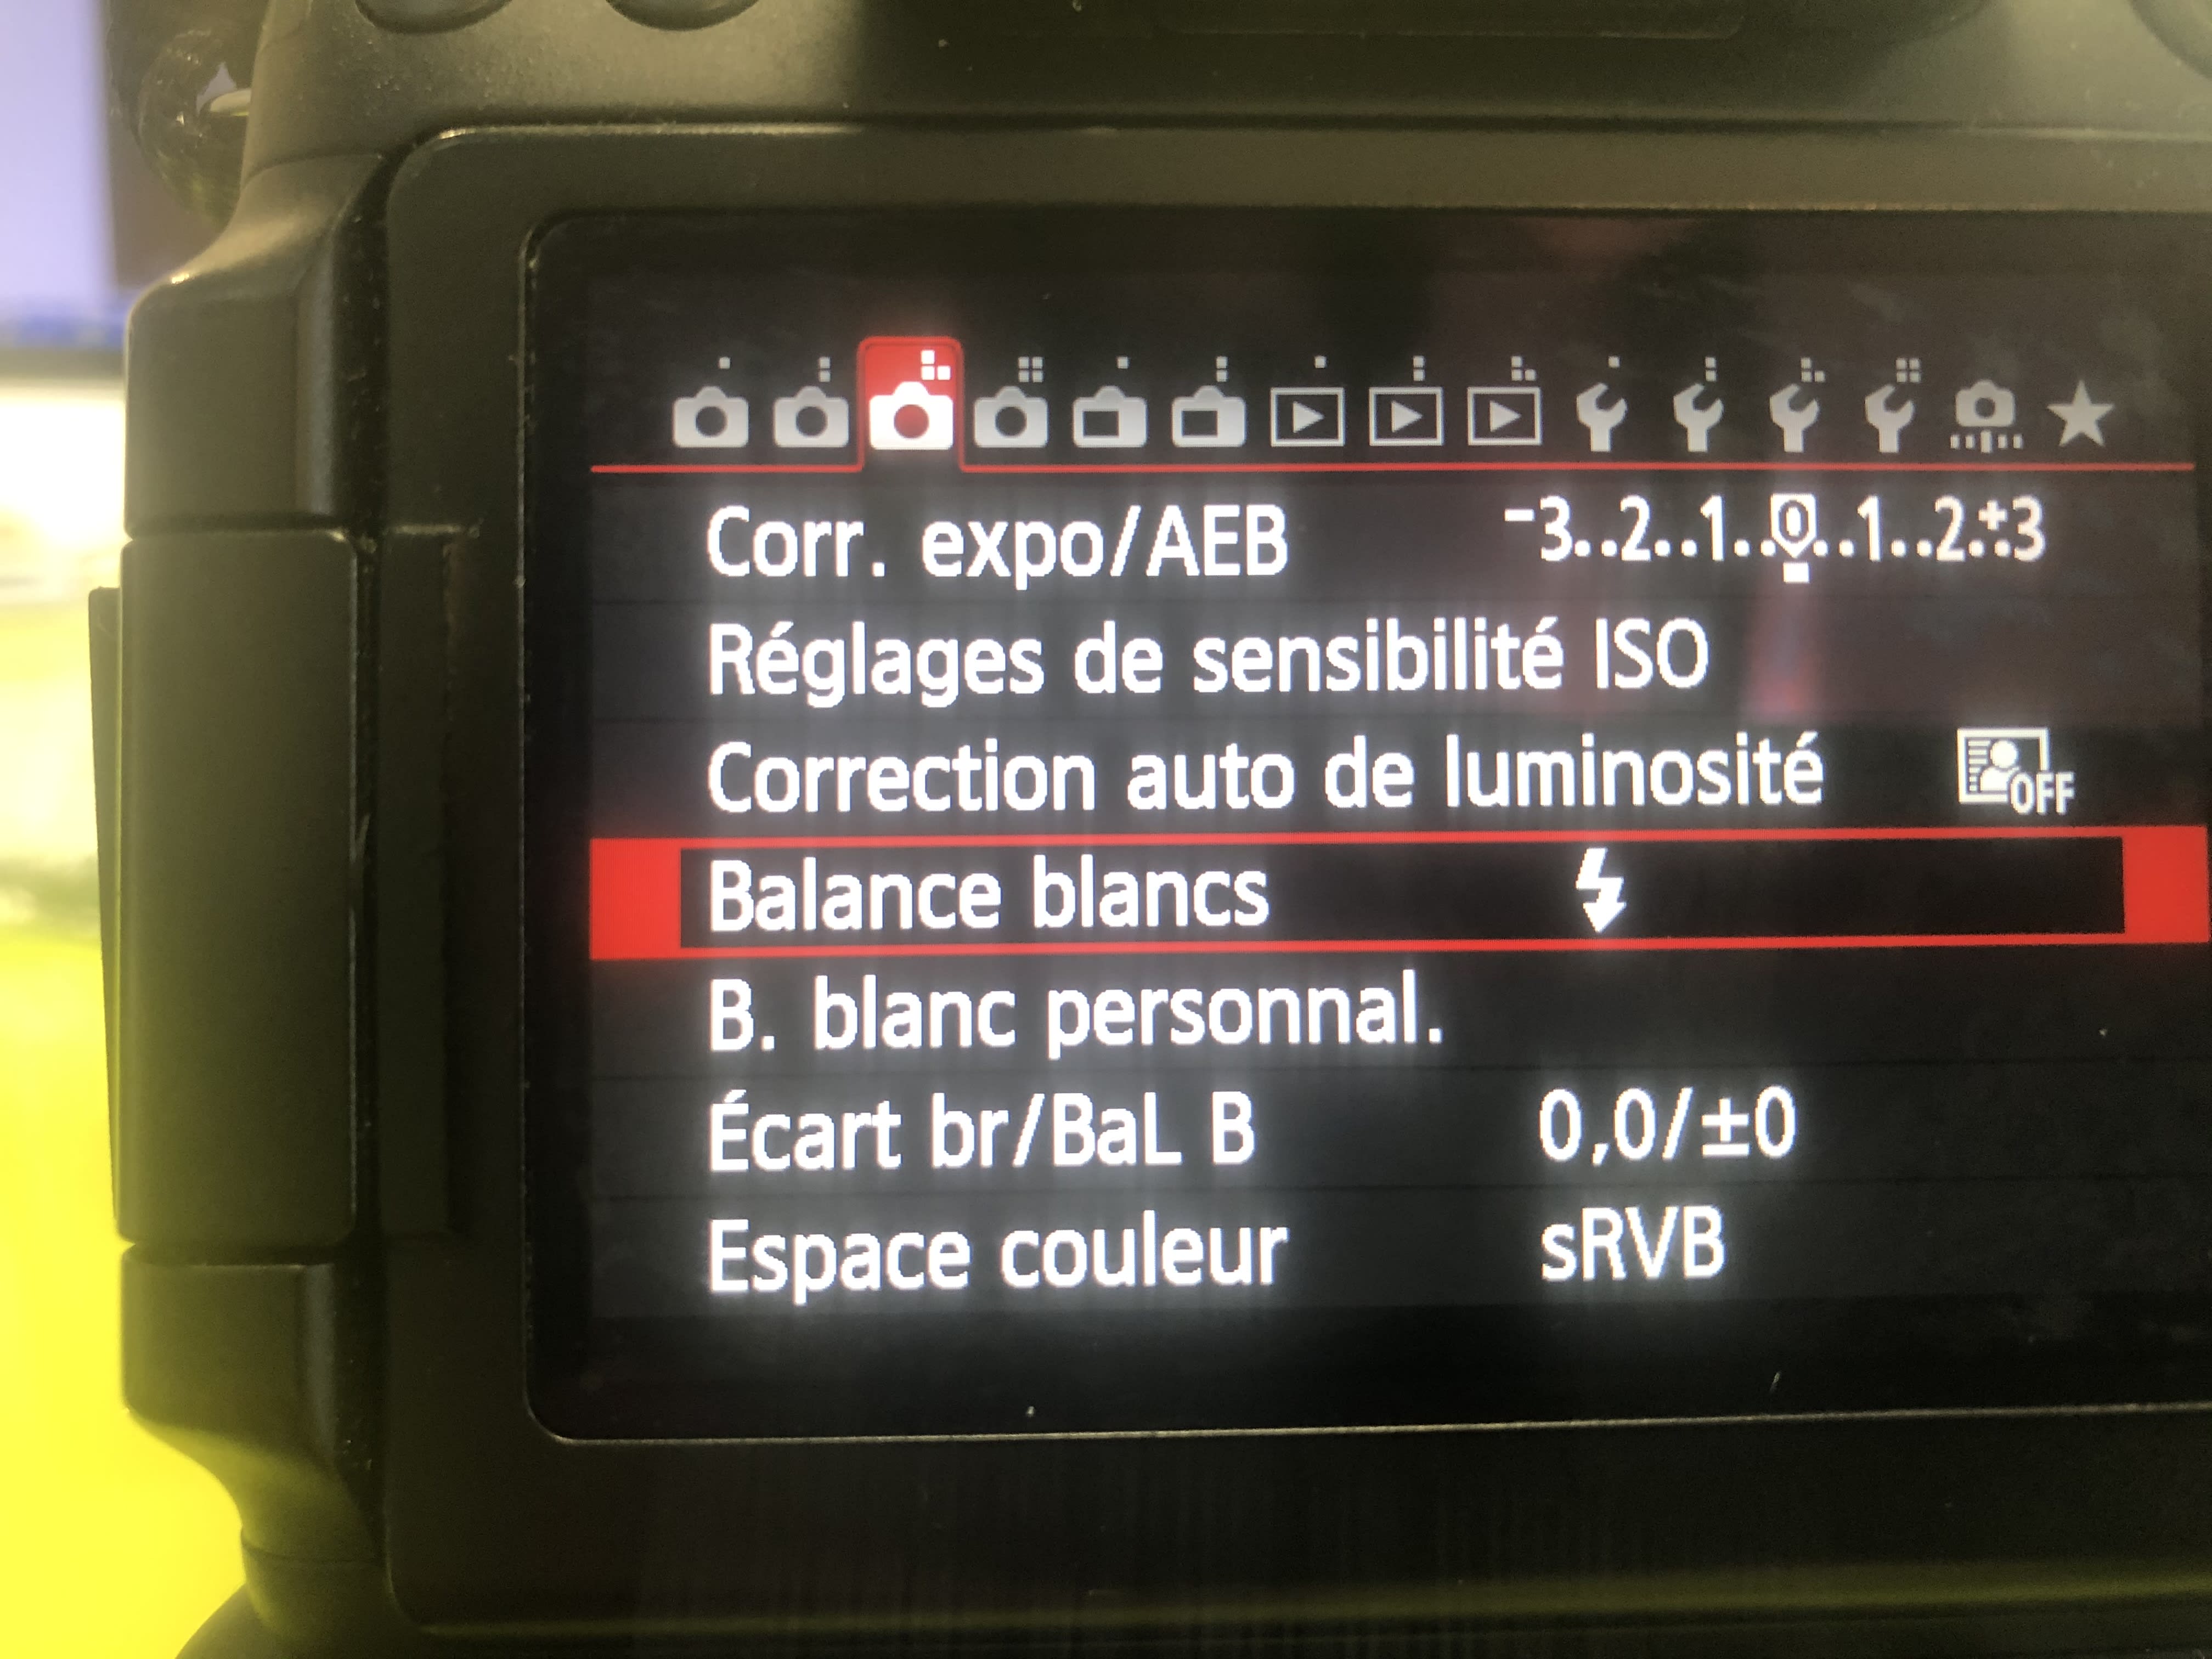 Corr. expo/AEB -3..2..1..0..1..2.+3
Réglages de sensibilité ISO
Correction auto de luminosité OFF
Balance blancs
B. blanc personnal.
Écart br/BaL B 0,0/±0
Espace couleur sRVB